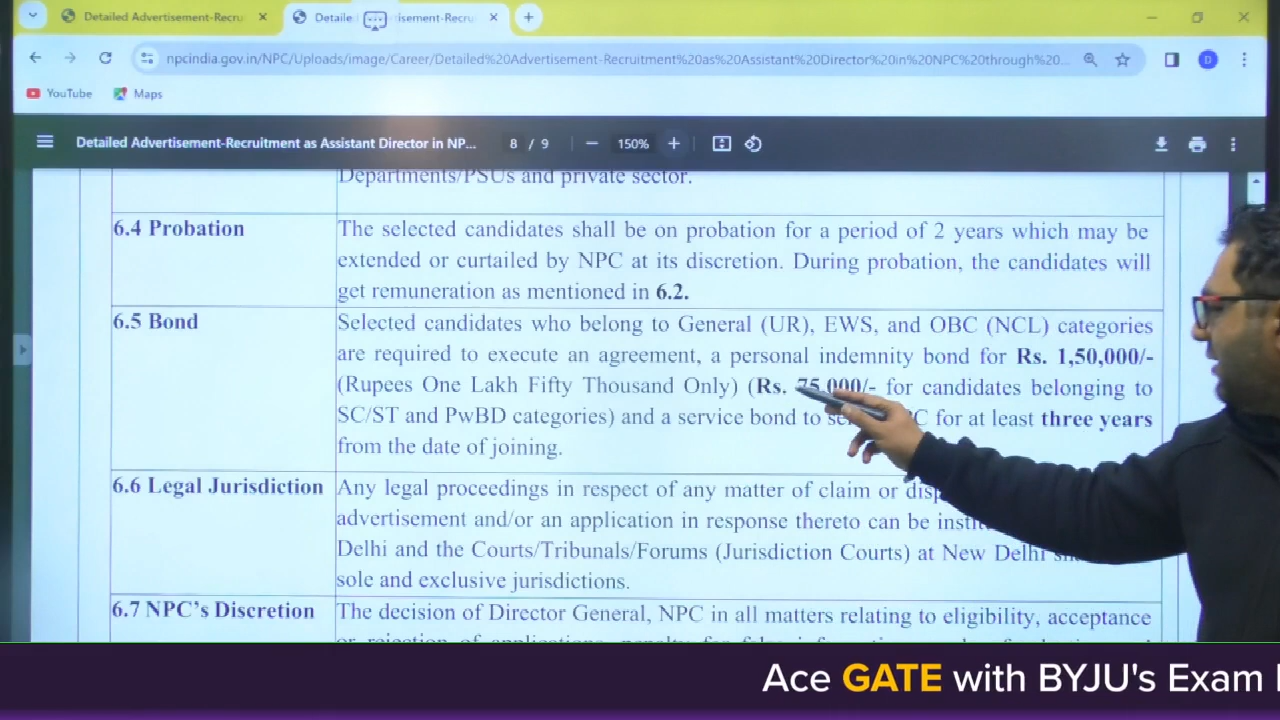 Detailed Advertisement-Recru
Detaile
isement-Recru
npcindia.gov.in/NPC/Uploads/image/Career/Detailed%20Advertisement-Recruitment%20as%20Assistant%20Director%20in%20NPC%20through%20...
D
YouTube
Maps
Detailed Advertisement-Recruitment as Assistant Director in NP...
8 / 9
150%
Departments/PSUs and private sector.
6.4 Probation
The selected candidates shall be on probation for a period of 2 years which may be
extended or curtailed by NPC at its discretion. During probation, the candidates will
get remuneration as mentioned in 6.2.
6.5 Bond
Selected candidates who belong to General (UR), EWS, and OBC (NCL) categories
are required to execute an agreement, a personal indemnity bond for Rs. 1,50,000/-
(Rupees One Lakh Fifty Thousand Only) (Rs. 75,000/- for candidates belonging to
SC/ST and PwBD categories) and a service bond to for at least three years
from the date of joining.
6.6 Legal Jurisdiction
Any legal proceedings in respect of any matter of claim or
advertisement and/or an application in response thereto can be
Delhi and the Courts/Tribunals/Forums (Jurisdiction Courts) at New Delhi
sole and exclusive jurisdictions.
6.7 NPC's Discretion
The decision of Director General, NPC in all matters relating to eligibility, acceptance
Ace GATE with BYJU's Exam